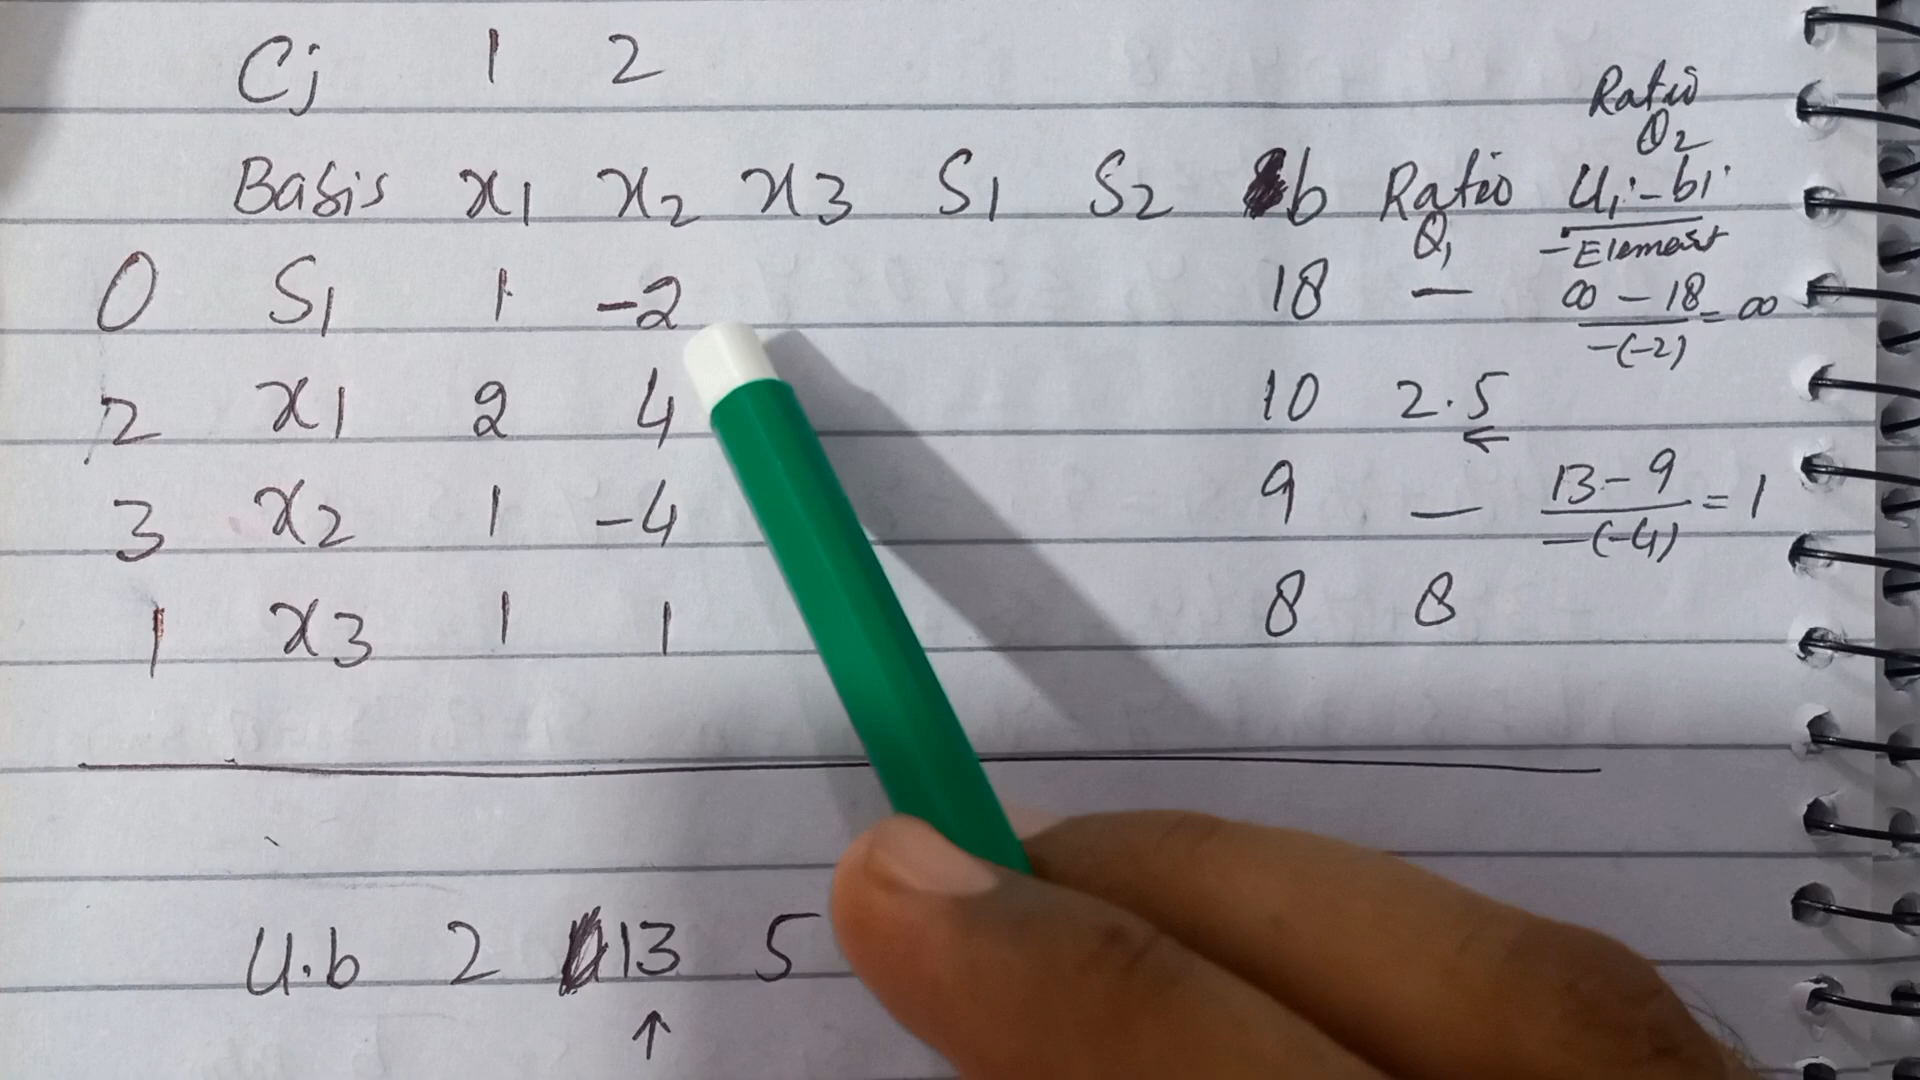 Cj 1 2
Ratio
θ2
Basis x1 x2 x3 S1 S2 b Ratio Ui-bi
θ1 -Element
0 S1 1 -2 18 — ∞ - 18 = ∞
-(-2)
2 x1 2 4 10 2.5
←
3 x2 1 -4 9 — 13-9 = 1
-(-4)
1 x3 1 1 8 8
U.b 2 13 5
↑